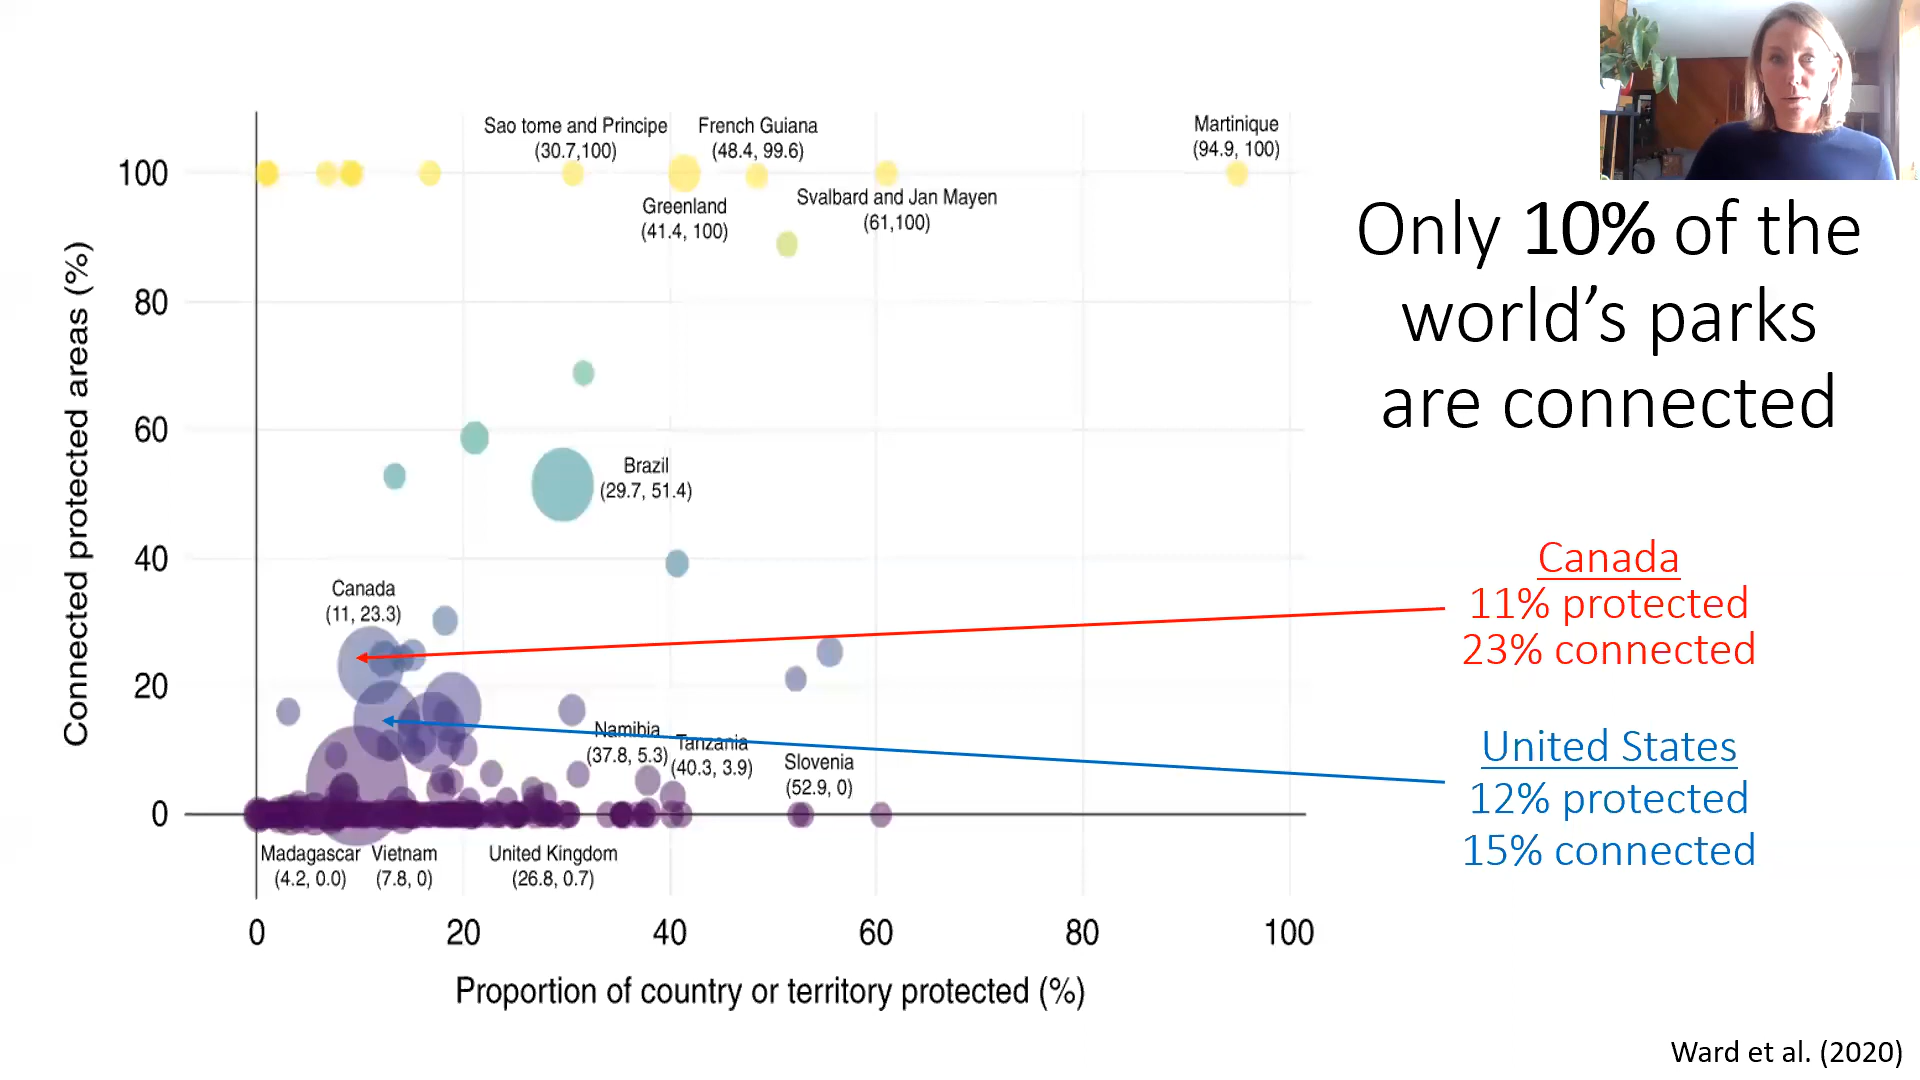 Sao tome and Principe
(30.7,100)
French Guiana
(48.4, 99.6)
Martinique
(94.9, 100)
Greenland
(41.4, 100)
Svalbard and Jan Mayen
(61,100)
Brazil
(29.7, 51.4)
Canada
(11, 23.3)
Namibia
(37.8, 5.3)
Tanzania
(40.3, 3.9)
Slovenia
(52.9, 0)
Madagascar
(4.2, 0.0)
Vietnam
(7.8, 0)
United Kingdom
(26.8, 0.7)
100
80
60
40
20
0
Connected protected areas (%)
0
20
40
60
80
100
Proportion of country or territory protected (%)
Only 10% of the
world’s parks
are connected
Canada
11% protected
23% connected
United States
12% protected
15% connected
Ward et al. (2020)